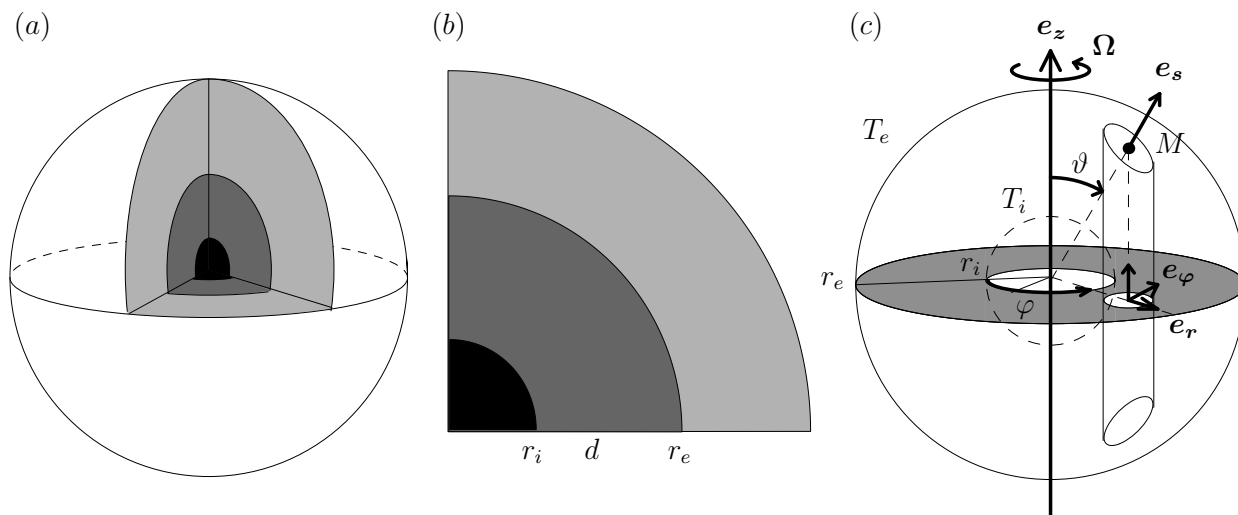 (a)
(b)
r_i d r_e
(c)
e_z
Ω
e_s
T_e
M
ϑ
T_i
r_i
r_e
e_φ
φ
e_r